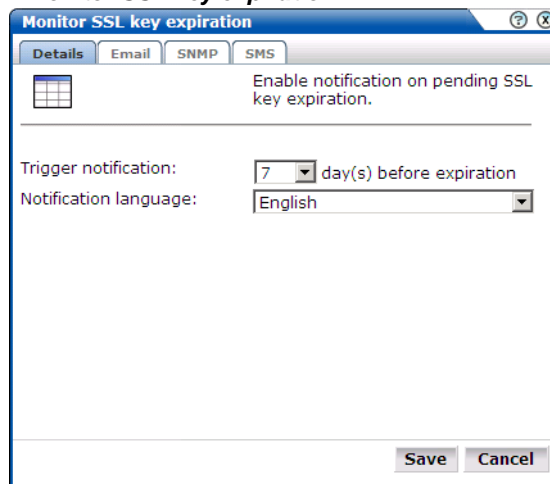 Monitor SSL key expiration
Details Email SNMP SMS
Enable notification on pending SSL
key expiration.
Trigger notification: 7 day(s) before expiration
Notification language: English
Save Cancel